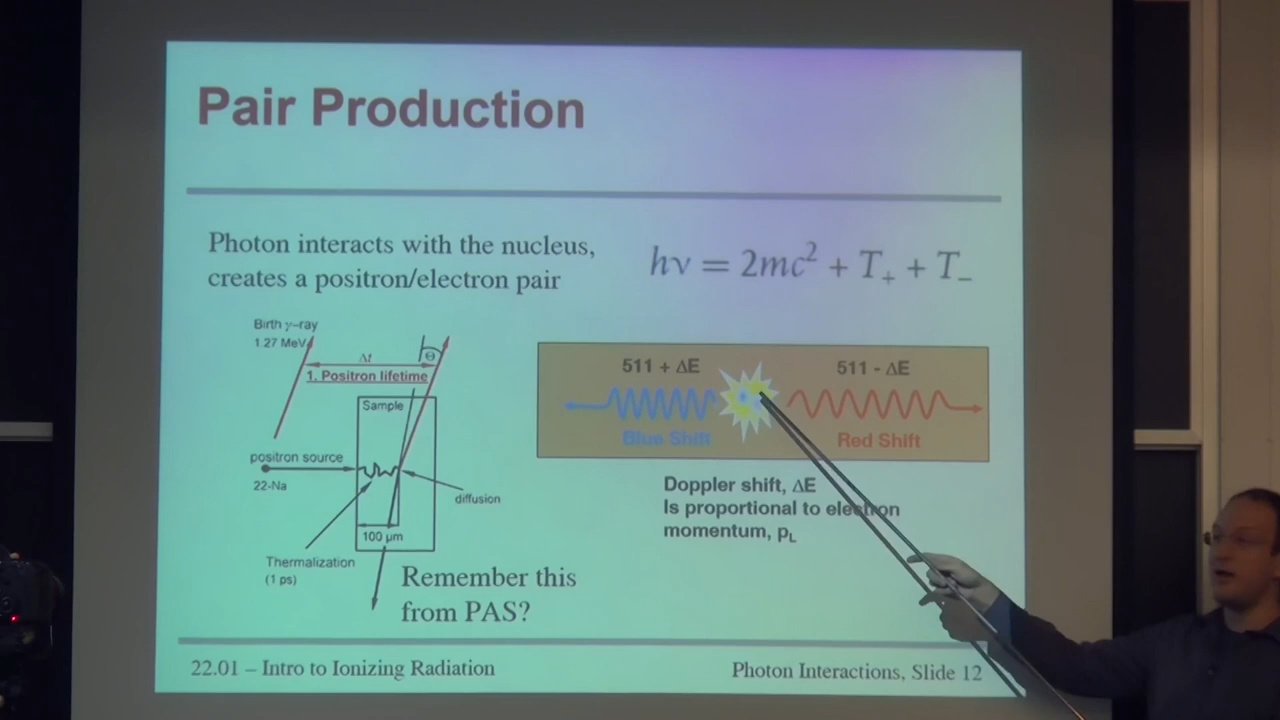 Pair Production
Photon interacts with the nucleus,
creates a positron/electron pair
hν = 2mc² + T₊ + T₋
Birth γ-ray
1.27 MeV
Δt
Θ
1. Positron lifetime
Sample
positron source
22-Na
diffusion
100 μm
Thermalization
(1 ps)
Remember this
from PAS?
511 + ΔE
511 - ΔE
Blue Shift
Red Shift
Doppler shift, ΔE
Is proportional to electron
momentum, p_L
22.01 – Intro to Ionizing Radiation
Photon Interactions, Slide 12